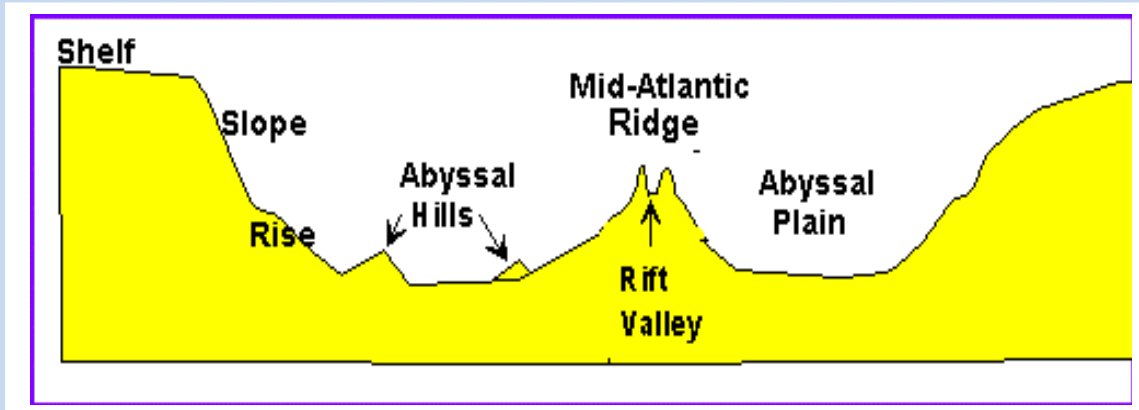 Shelf
Slope
Rise
Abyssal
Hills
Mid-Atlantic
Ridge
Rift
Valley
Abyssal
Plain